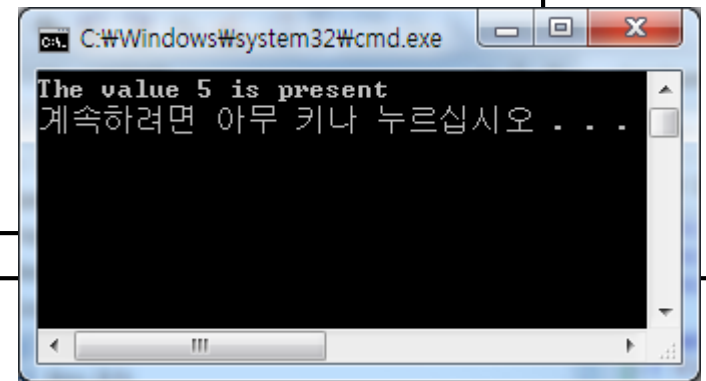 C:₩Windows₩system32₩cmd.exe
The value 5 is present
계속하려면 아무 키나 누르십시오 . . .